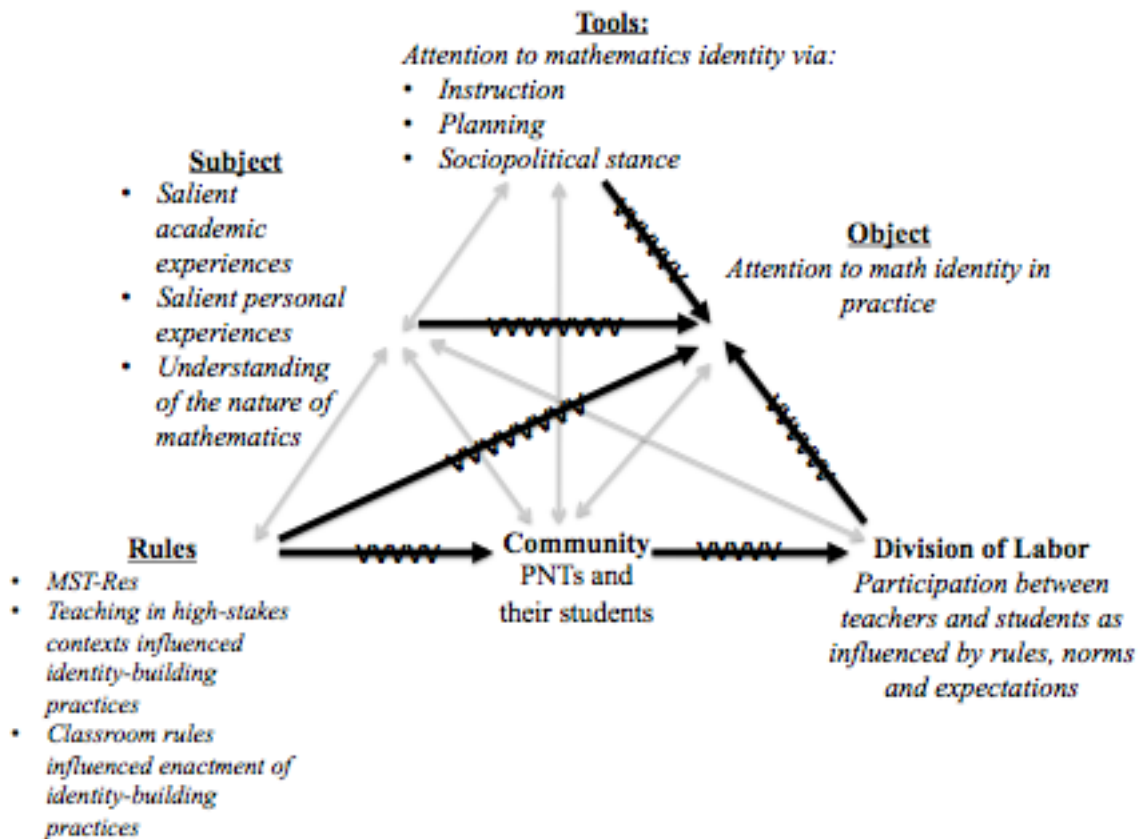 Tools:
Attention to mathematics identity via:
• Instruction
• Planning
• Sociopolitical stance
Subject
• Salient
academic
experiences
• Salient personal
experiences
• Understanding
of the nature of
mathematics
Object
Attention to math identity in
practice
Rules
• MST-Res
• Teaching in high-stakes
contexts influenced
identity-building
practices
• Classroom rules
influenced enactment of
identity-building
practices
Community
PNTs and
their students
Division of Labor
Participation between
teachers and students as
influenced by rules, norms
and expectations